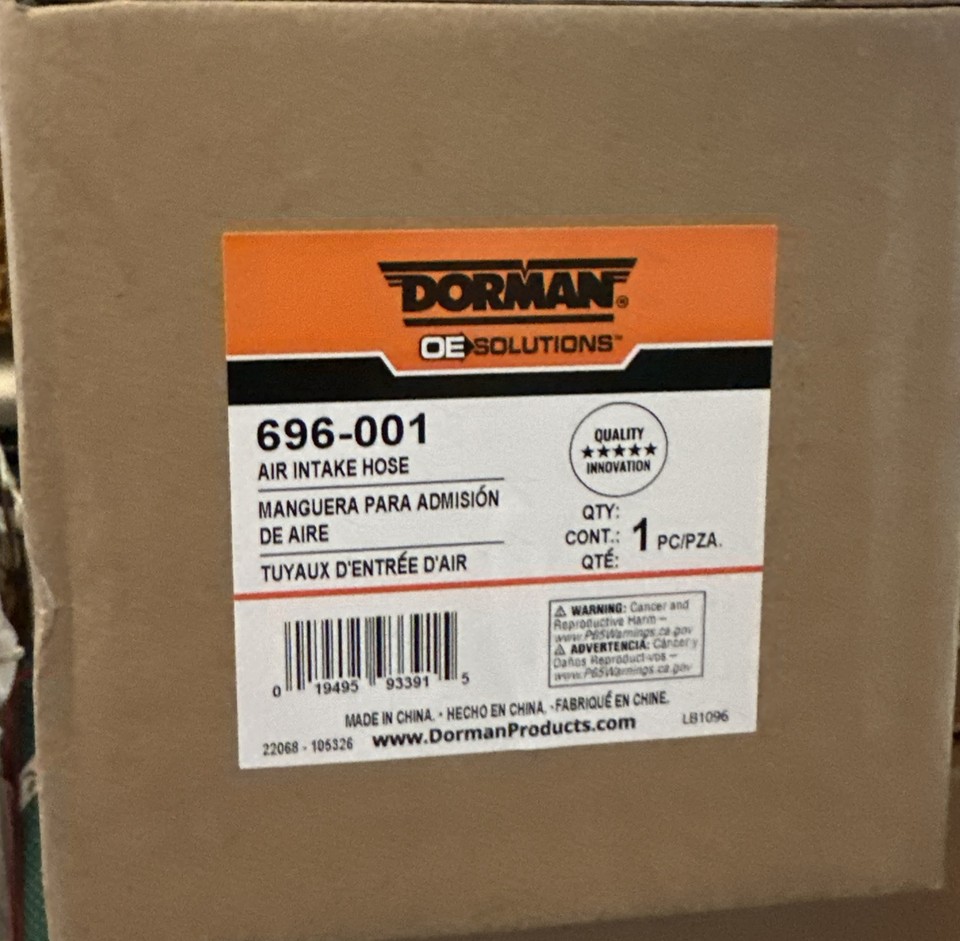 DORMAN®
OE SOLUTIONS™
696-001
AIR INTAKE HOSE
MANGUERA PARA ADMISIÓN
DE AIRE
TUYAUX D'ENTRÉE D'AIR
QUALITY
★★★★★
INNOVATION
QTY:
CONT.: 1 PC/PZA.
QTÉ:
0 19495 93391 5
⚠ WARNING: Cancer and
Reproductive Harm –
www.P65Warnings.ca.gov
⚠ ADVERTENCIA: Cáncer y
Daños Reproductivos –
www.P65Warnings.ca.gov
MADE IN CHINA. · HECHO EN CHINA. · FABRIQUÉ EN CHINE.
22068 - 105326 www.DormanProducts.com LB1096